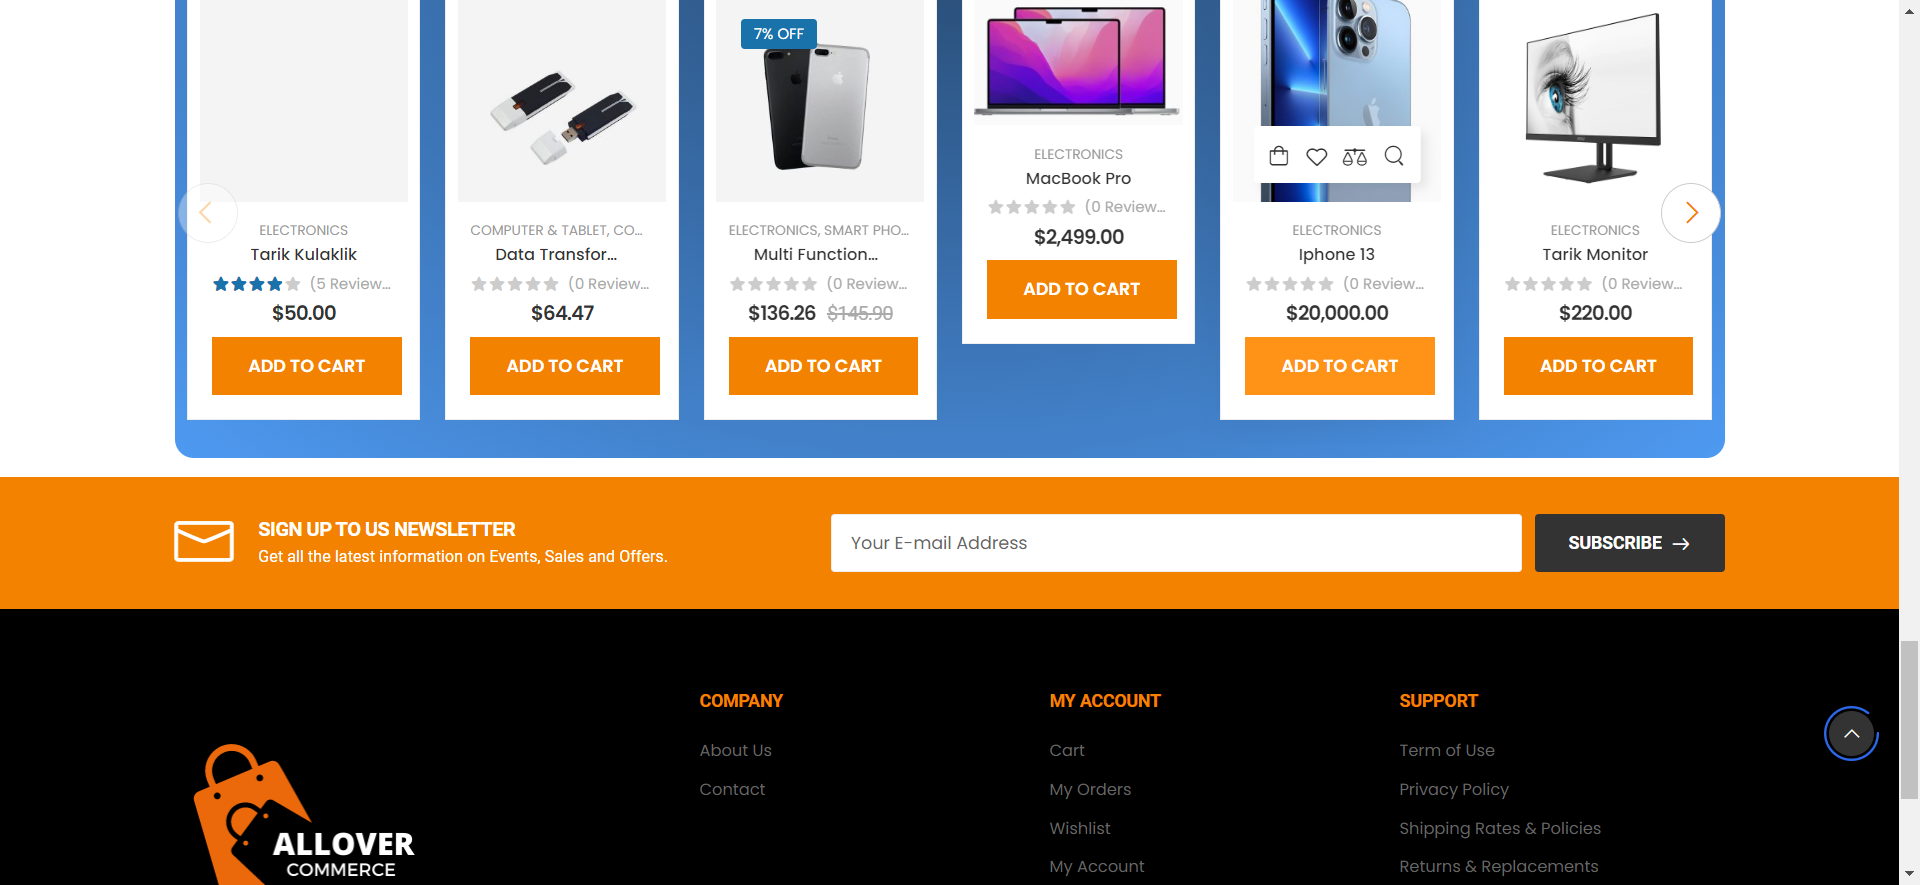 7% OFF
ELECTRONICS
Tarik Kulaklik
(5 Review...
$50.00
ADD TO CART
COMPUTER & TABLET, CO...
Data Transfor...
(0 Review...
$64.47
ADD TO CART
ELECTRONICS, SMART PHO...
Multi Function...
(0 Review...
$136.26 $145.90
ADD TO CART
ELECTRONICS
MacBook Pro
(0 Review...
$2,499.00
ADD TO CART
ELECTRONICS
Iphone 13
(0 Review...
$20,000.00
ADD TO CART
ELECTRONICS
Tarik Monitor
(0 Review...
$220.00
ADD TO CART
SIGN UP TO US NEWSLETTER
Get all the latest information on Events, Sales and Offers.
Your E-mail Address
SUBSCRIBE
ALLOVER
COMMERCE
COMPANY
About Us
Contact
MY ACCOUNT
Cart
My Orders
Wishlist
My Account
SUPPORT
Term of Use
Privacy Policy
Shipping Rates & Policies
Returns & Replacements